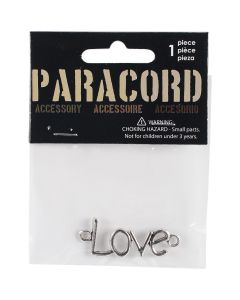 1 piece
pièce
pieza
PARACORD
ACCESSORY ACCESSOIRE ACCESORIO
⚠ WARNING:
CHOKING HAZARD - Small parts.
Not for children under 3 years.
Love